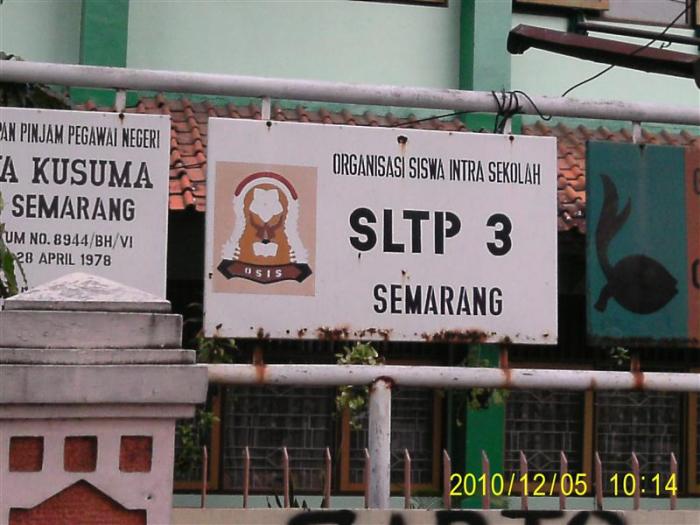 PAN PINJAM PEGAWAI NEGERI
A KUSUMA
SEMARANG
UM NO. 8944/BH/VI
28 APRIL 1978
ORGANISASI SISWA INTRA SEKOLAH
SLTP 3
SEMARANG
OSIS
2010/12/05 10:14